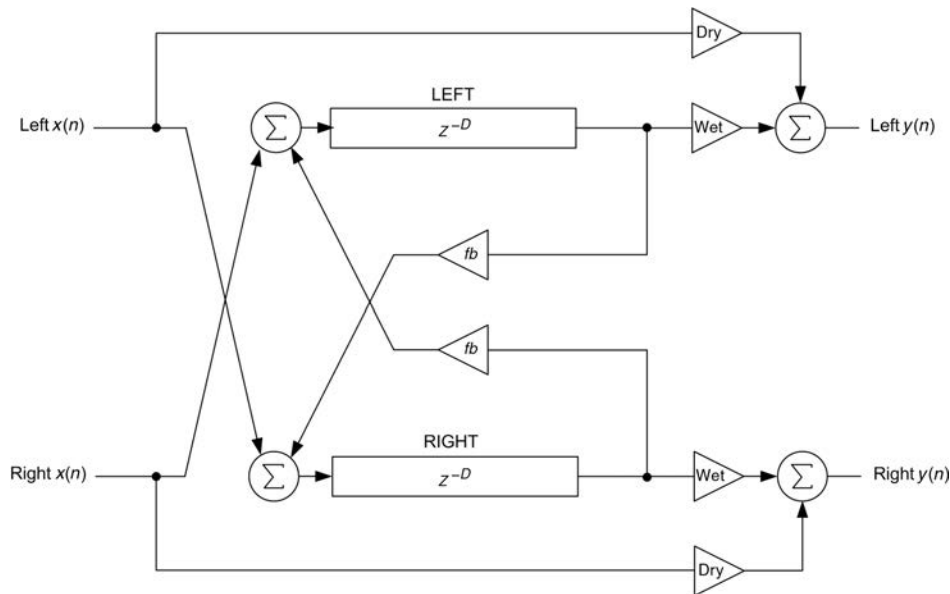 Dry
LEFT
Left x(n)
Σ
z⁻ᴰ
Wet
Σ
Left y(n)
fb
fb
RIGHT
Right x(n)
Σ
z⁻ᴰ
Wet
Σ
Right y(n)
Dry